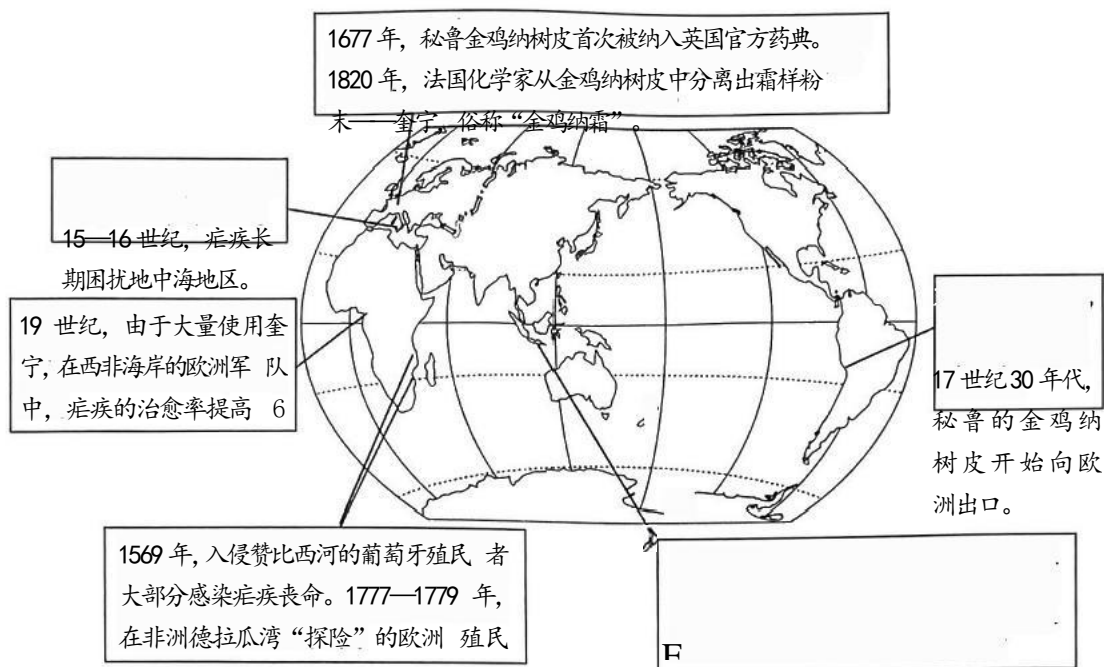 1677 年，秘鲁金鸡纳树皮首次被纳入英国官方药典。
1820 年，法国化学家从金鸡纳树皮中分离出霜样粉
末——奎宁 俗称“金鸡纳霜”。
15—16 世纪，疟疾长
期困扰地中海地区。
19 世纪，由于大量使用奎
宁，在西非海岸的欧洲军 队
中，疟疾的治愈率提高 6
17 世纪 30 年代，
秘鲁的金鸡纳
树皮开始向欧
洲出口。
1569 年，入侵赞比西河的葡萄牙殖民 者
大部分感染疟疾丧命。1777—1779 年，
在非洲德拉瓜湾“探险”的欧洲 殖民